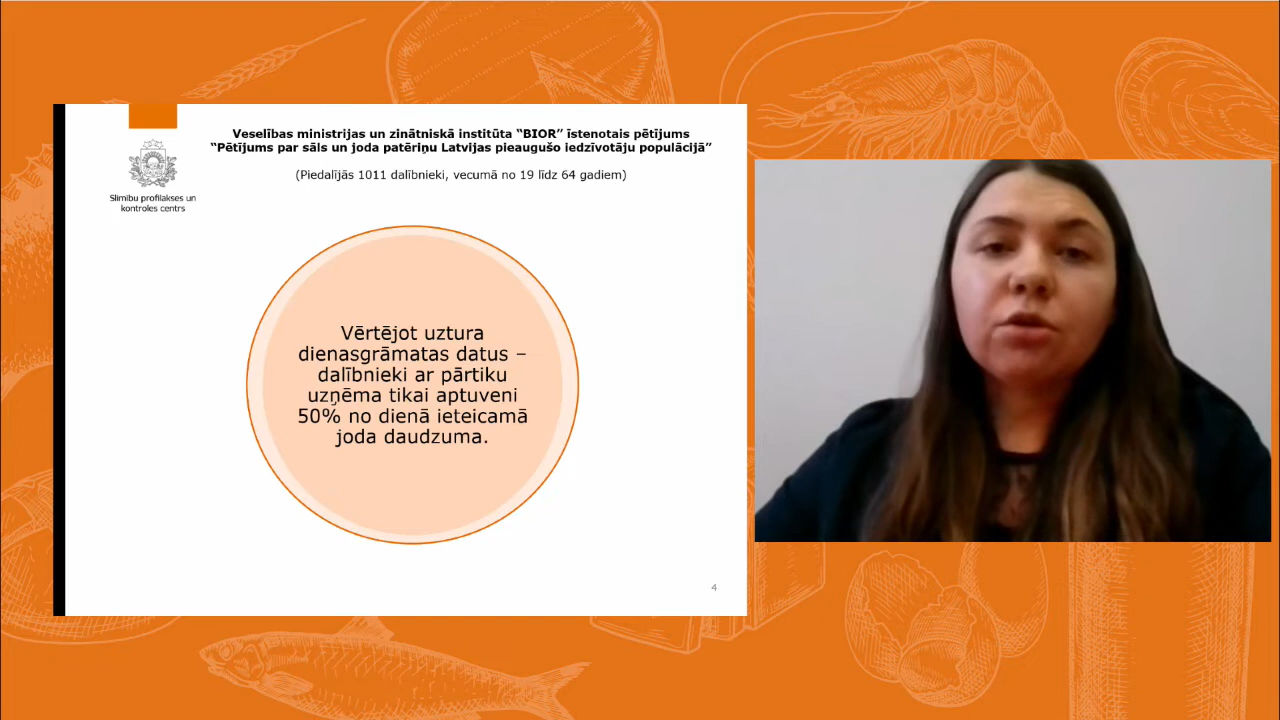 Veselības ministrijas un zinātniskā institūta “BIOR” īstenotais pētījums
“Pētījums par sāls un joda patēriņu Latvijas pieaugušo iedzīvotāju populācijā”
(Piedalījās 1011 dalībnieki, vecumā no 19 līdz 64 gadiem)
Slimību profilakses un
kontroles centrs
Vērtējot uztura
dienasgrāmatas datus –
dalībnieki ar pārtiku
uzņēma tikai aptuveni
50% no dienā ieteicamā
joda daudzuma.
4